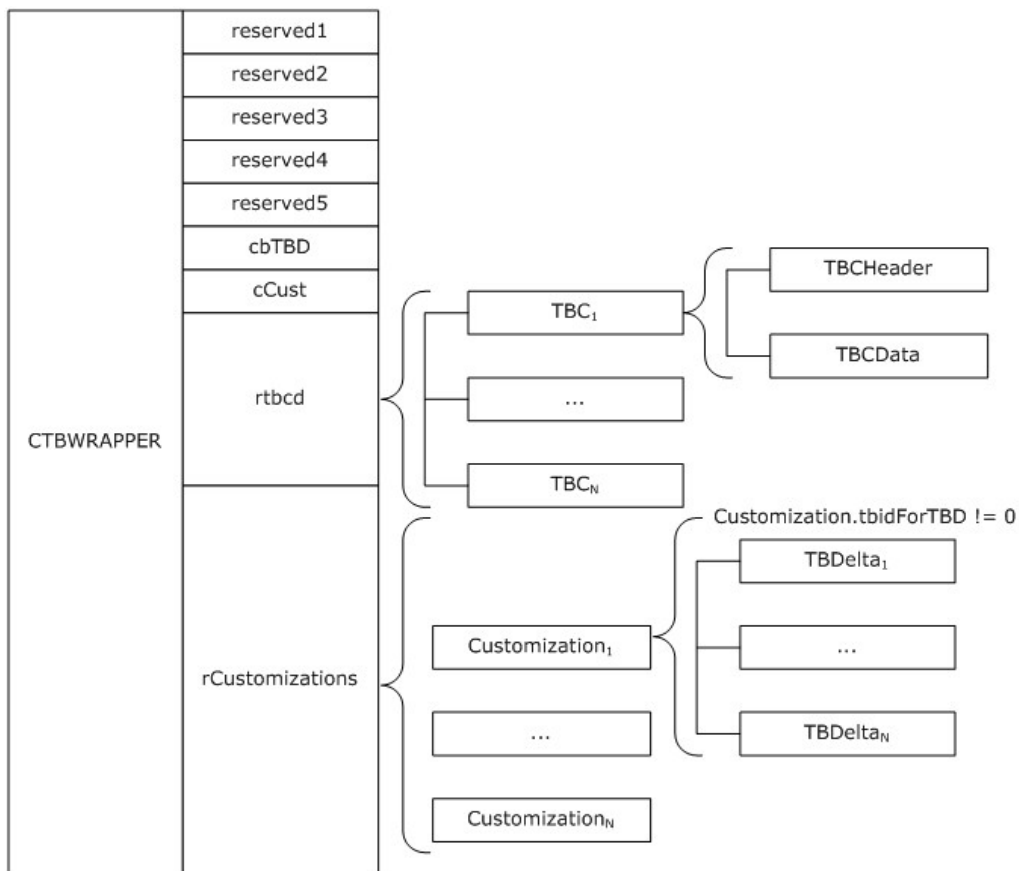 reserved1
reserved2
reserved3
reserved4
reserved5
cbTBD
cCust
CTBWRAPPER
rtbcd
TBC₁
...
TBCₙ
TBCHeader
TBCData
rCustomizations
Customization₁
...
Customizationₙ
Customization.tbidForTBD != 0
TBDelta₁
...
TBDeltaₙ